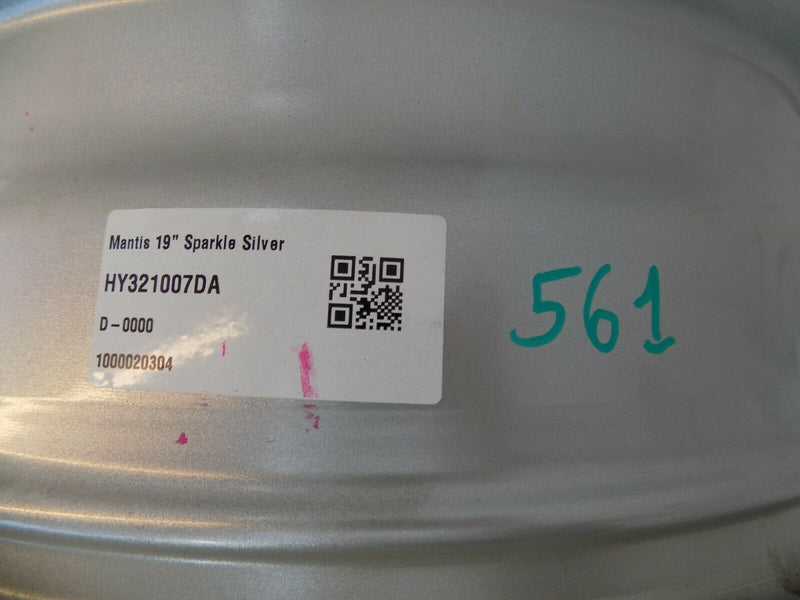 Mantis 19" Sparkle Silver
HY321007DA
D-0000
1000020304
561